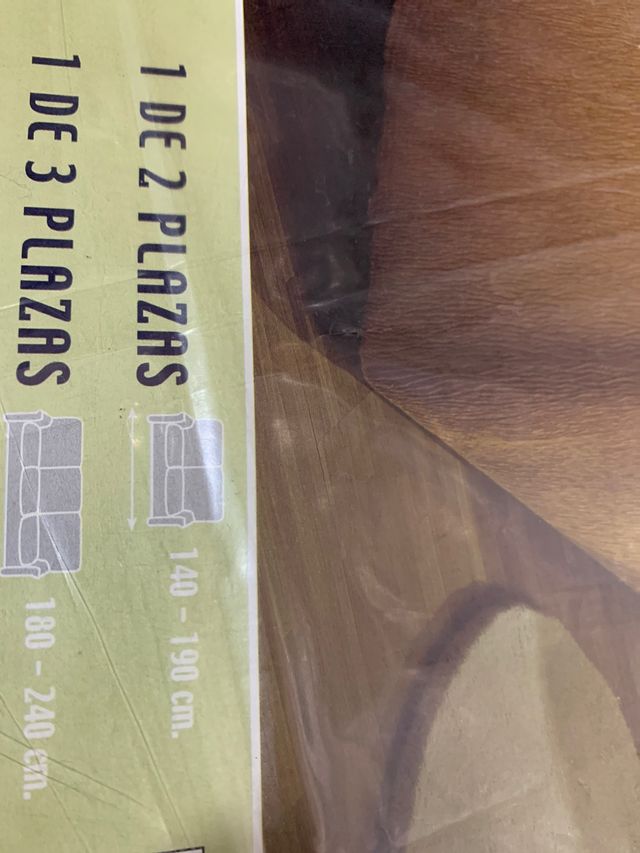 1 DE 2 PLAZAS 140 - 190 cm.
1 DE 3 PLAZAS 180 - 240 cm.